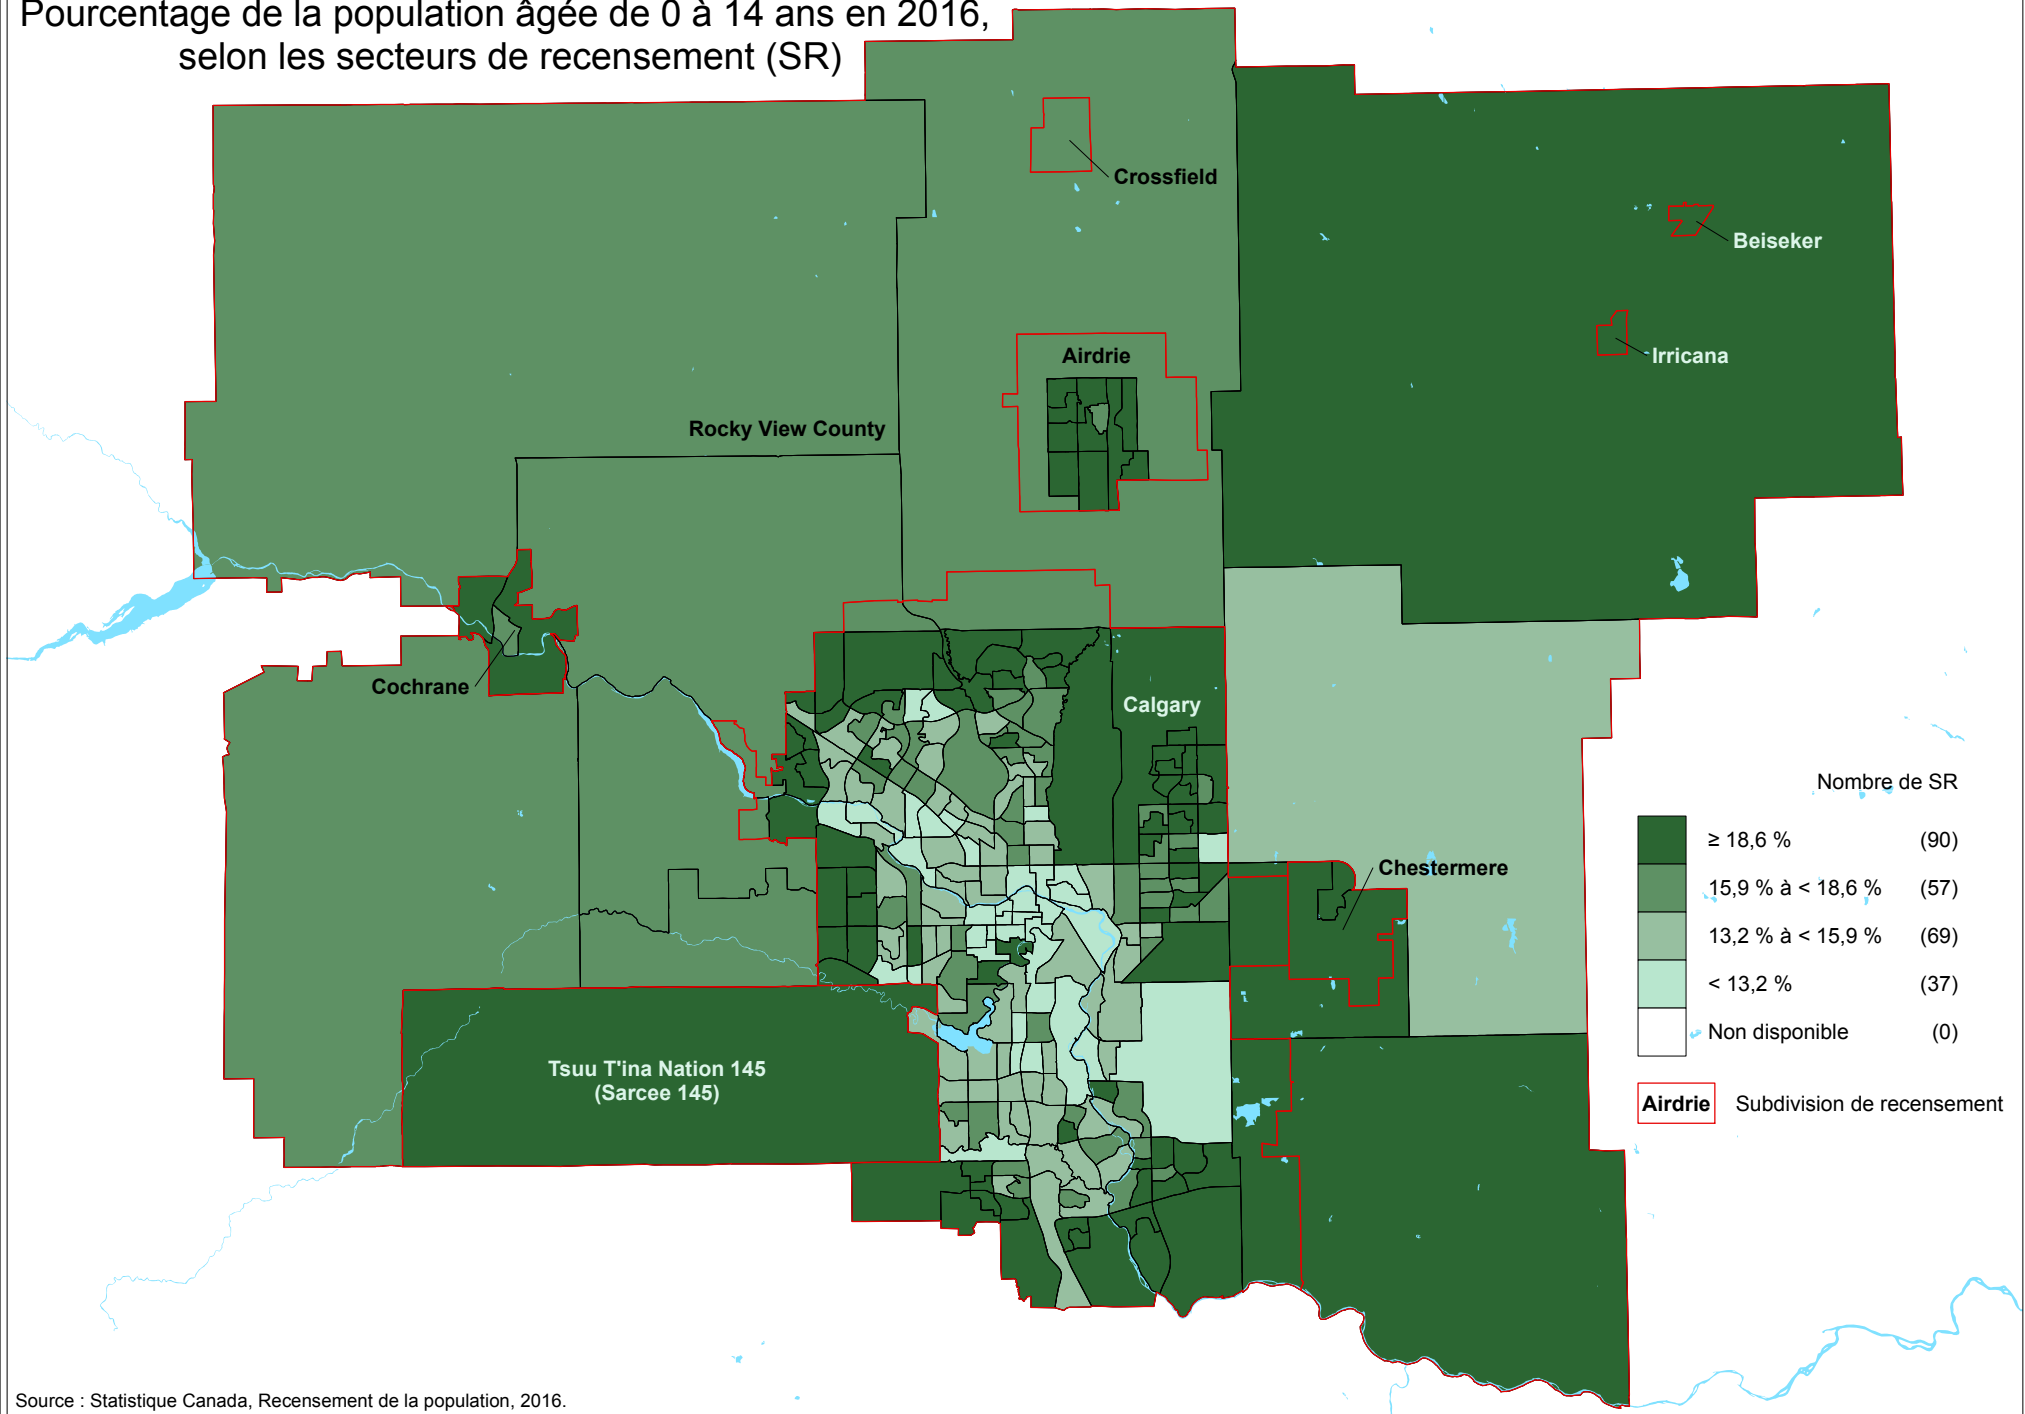 Pourcentage de la population âgée de 0 à 14 ans en 2016,
selon les secteurs de recensement (SR)
Crossfield
Beiseker
Irricana
Airdrie
Rocky View County
Cochrane
Calgary
Chestermere
Tsuu T'ina Nation 145
(Sarcee 145)
Nombre de SR
≥ 18,6 % (90)
15,9 % à < 18,6 % (57)
13,2 % à < 15,9 % (69)
< 13,2 % (37)
Non disponible (0)
Airdrie Subdivision de recensement
Source : Statistique Canada, Recensement de la population, 2016.